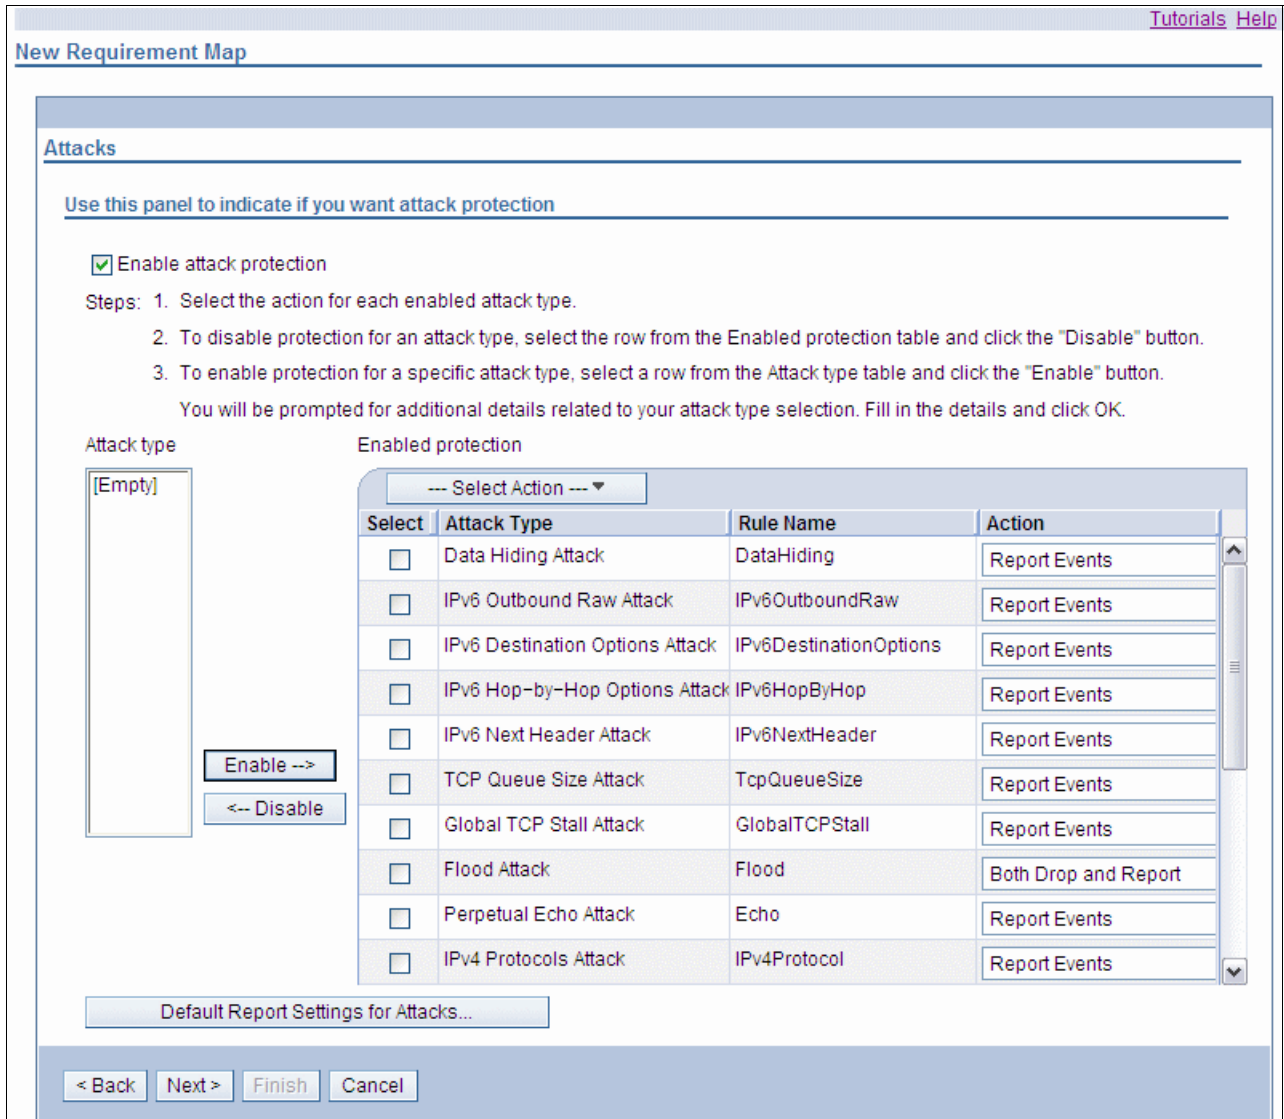 Tutorials Help
New Requirement Map
Attacks
Use this panel to indicate if you want attack protection
Enable attack protection
Steps: 1. Select the action for each enabled attack type.
2. To disable protection for an attack type, select the row from the Enabled protection table and click the "Disable" button.
3. To enable protection for a specific attack type, select a row from the Attack type table and click the "Enable" button.
You will be prompted for additional details related to your attack type selection. Fill in the details and click OK.
Attack type Enabled protection
[Empty]
--- Select Action ---
Select Attack Type Rule Name Action
Data Hiding Attack DataHiding Report Events
IPv6 Outbound Raw Attack IPv6OutboundRaw Report Events
IPv6 Destination Options Attack IPv6DestinationOptions Report Events
IPv6 Hop-by-Hop Options Attack IPv6HopByHop Report Events
IPv6 Next Header Attack IPv6NextHeader Report Events
Enable -->
TCP Queue Size Attack TcpQueueSize Report Events
<-- Disable
Global TCP Stall Attack GlobalTCPStall Report Events
Flood Attack Flood Both Drop and Report
Perpetual Echo Attack Echo Report Events
IPv4 Protocols Attack IPv4Protocol Report Events
Default Report Settings for Attacks...
< Back Next > Finish Cancel